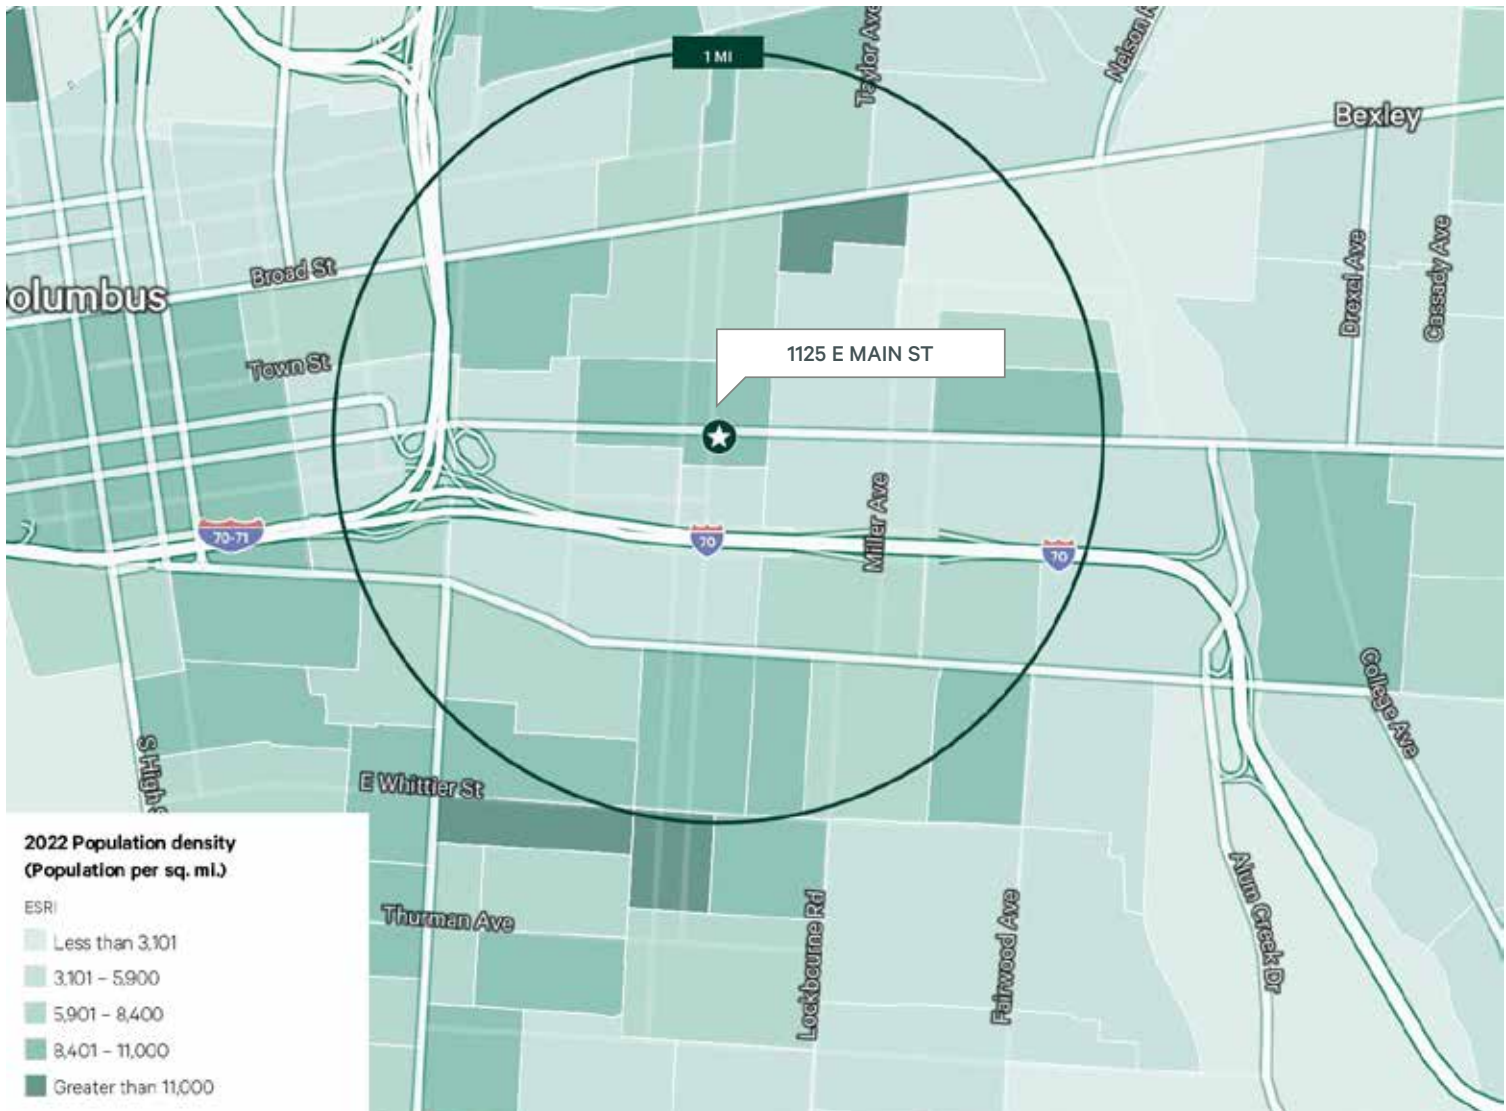 1 MI
Taylor Ave
Nelson R
Bexley
Broad St
olumbus
Drexel Ave
Cassady Ave
Town St
1125 E MAIN ST
Miller Ave
70-71
70
70
College Ave
S High S
E Whittier St
Thurman Ave
Lockbourne Rd
Fairwood Ave
Alum Creek Dr
2022 Population density
(Population per sq. mi.)
ESRI
Less than 3,101
3,101 – 5,900
5,901 – 8,400
8,401 – 11,000
Greater than 11,000